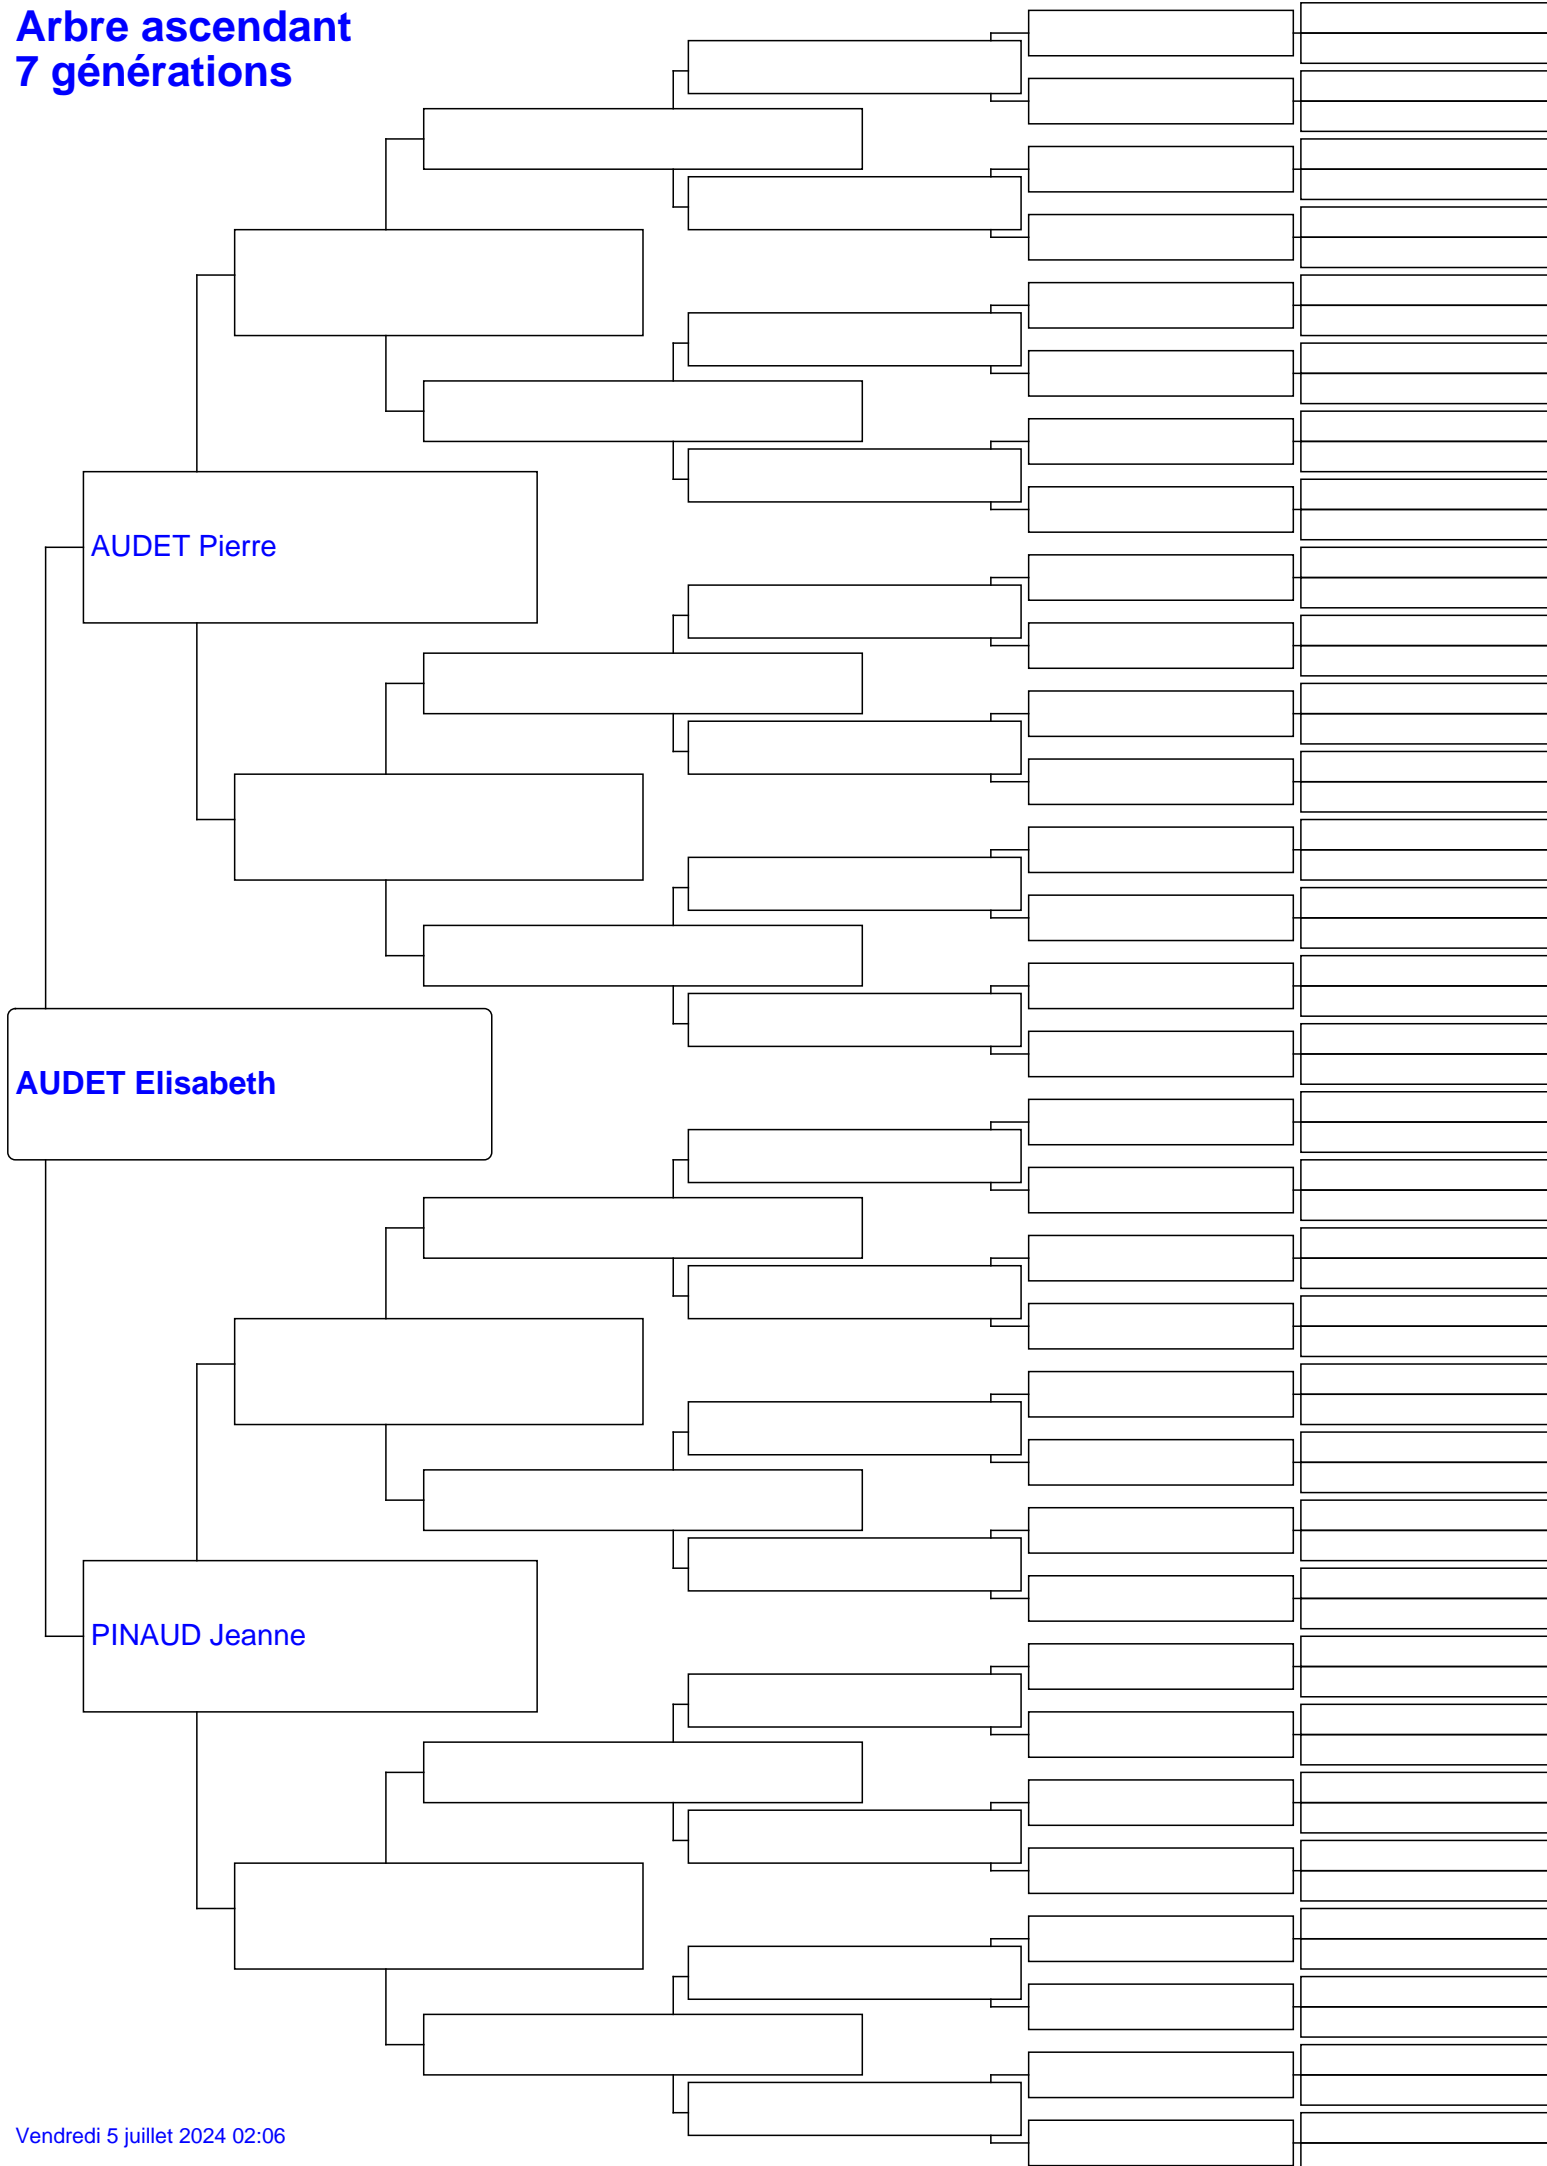 Arbre ascendant
7 générations
AUDET Pierre
AUDET Elisabeth
PINAUD Jeanne
Vendredi 5 juillet 2024 02:06